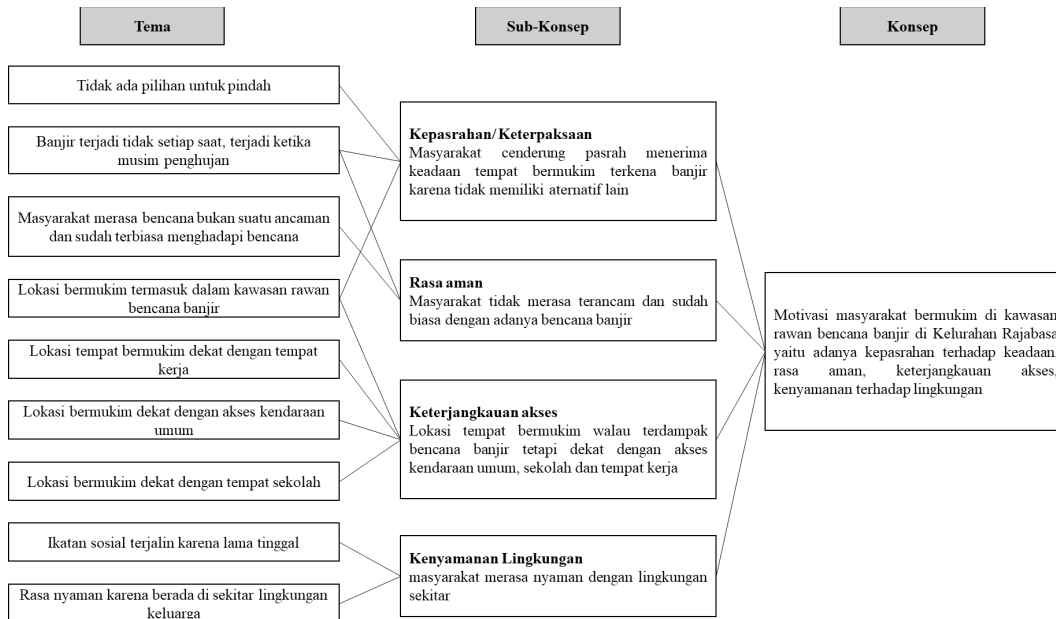 Tema
Sub-Konsep
Konsep
Tidak ada pilihan untuk pindah
Banjir terjadi tidak setiap saat, terjadi ketika
musim penghujan
Masyarakat merasa bencana bukan suatu ancaman
dan sudah terbiasa menghadapi bencana
Lokasi bermukim termasuk dalam kawasan rawan
bencana banjir
Lokasi tempat bermukim dekat dengan tempat
kerja
Lokasi bermukim dekat dengan akses kendaraan
umum
Lokasi bermukim dekat dengan tempat sekolah
Ikatan sosial terjalin karena lama tinggal
Rasa nyaman karena berada di sekitar lingkungan
keluarga
Kepasrahan/ Keterpaksaan
Masyarakat cenderung pasrah menerima
keadaan tempat bermukim terkena banjir
karena tidak memiliki aternatif lain
Rasa aman
Masyarakat tidak merasa terancam dan sudah
biasa dengan adanya bencana banjir
Keterjangkauan akses
Lokasi tempat bermukim walau terdampak
bencana banjir tetapi dekat dengan akses
kendaraan umum, sekolah dan tempat kerja
Kenyamanan Lingkungan
masyarakat merasa nyaman dengan lingkungan
sekitar
Motivasi masyarakat bermukim di kawasan
rawan bencana banjir di Kelurahan Rajabasa
yaitu adanya kepasrahan terhadap keadaan,
rasa aman, keterjangkauan akses,
kenyamanan terhadap lingkungan